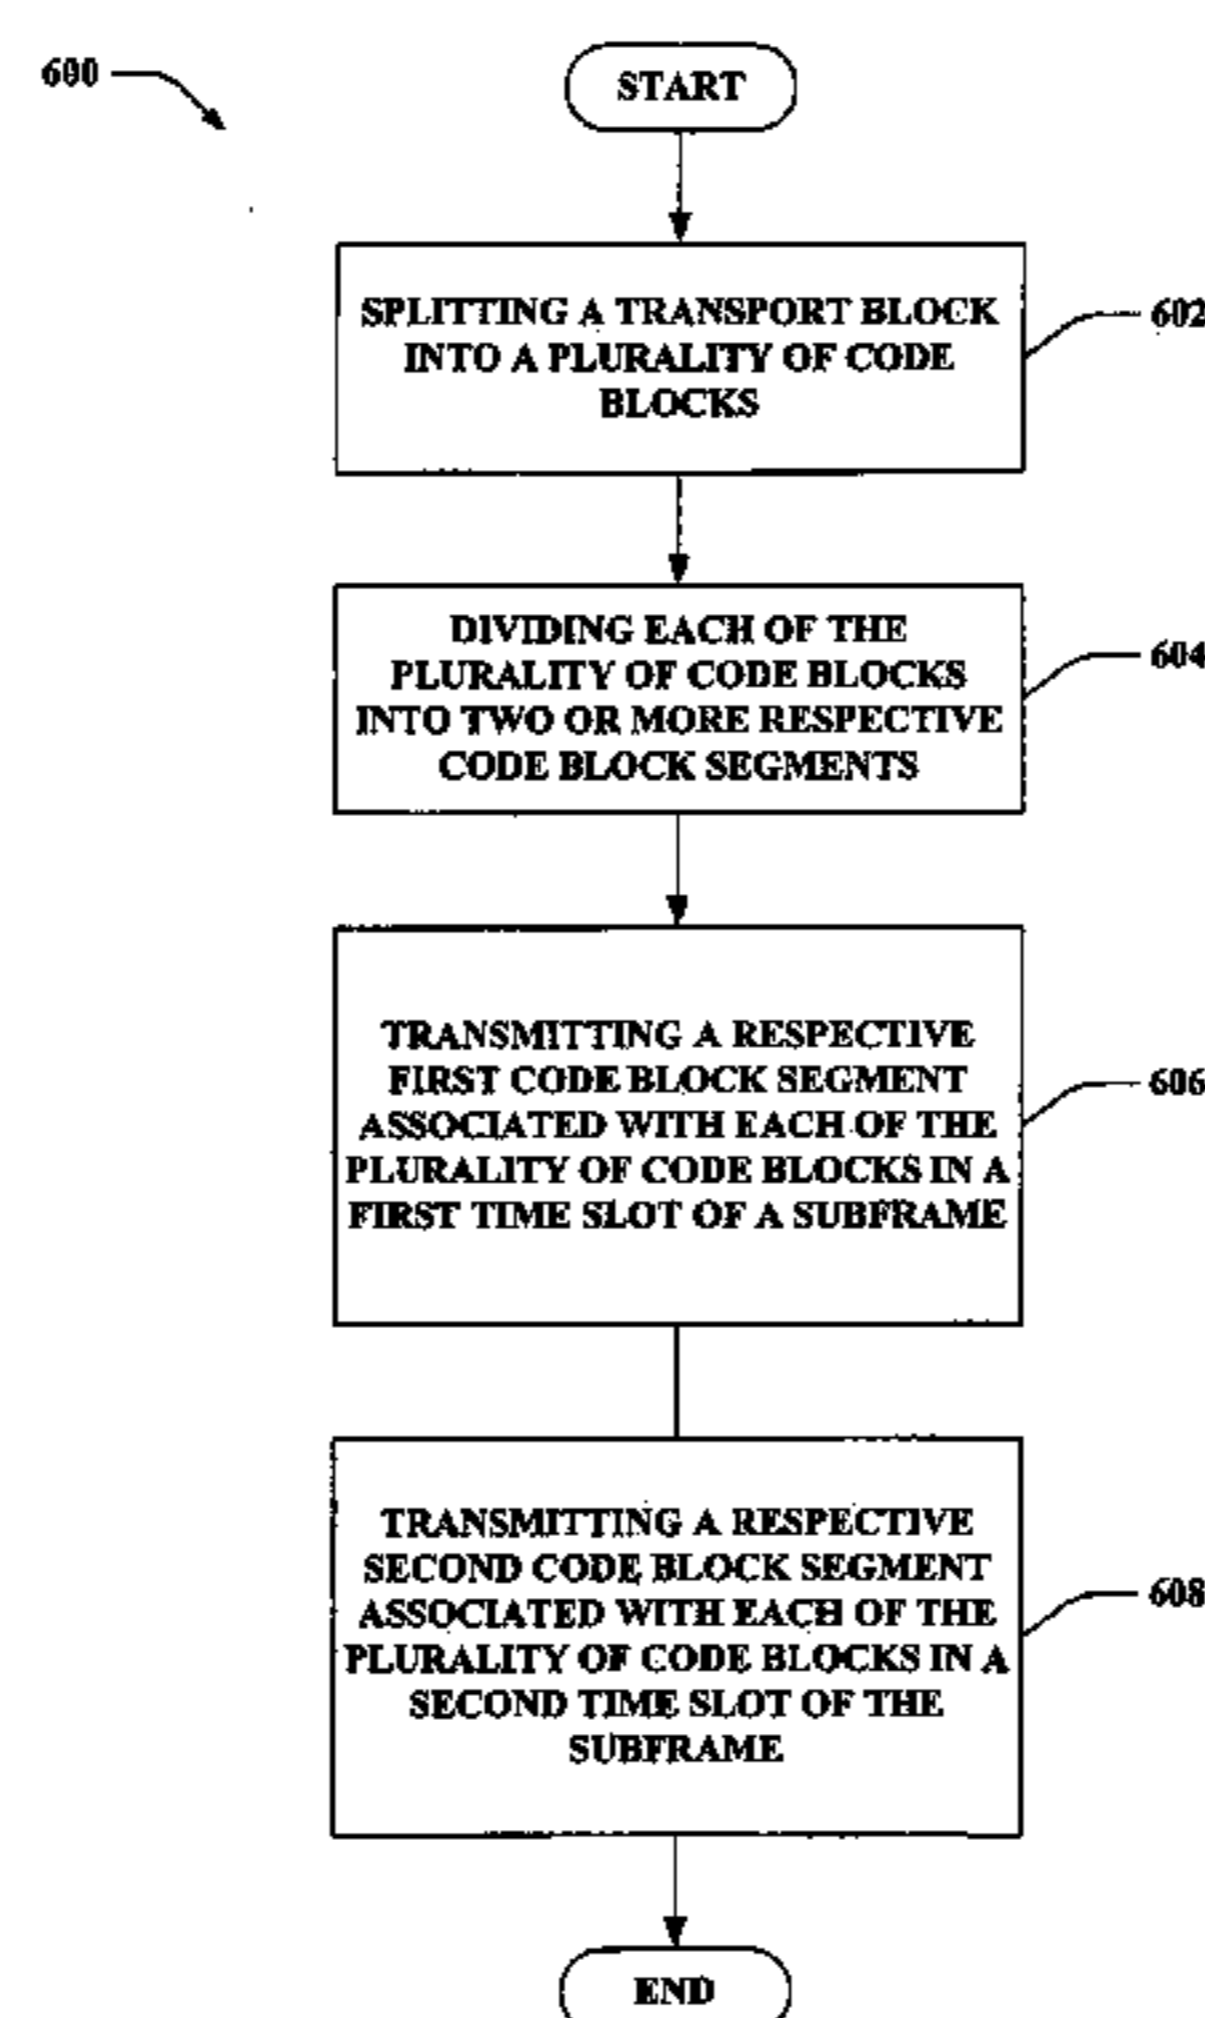 600
START
SPLITTING A TRANSPORT BLOCK
INTO A PLURALITY OF CODE
BLOCKS
602
DIVIDING EACH OF THE
PLURALITY OF CODE BLOCKS
INTO TWO OR MORE RESPECTIVE
CODE BLOCK SEGMENTS
604
TRANSMITTING A RESPECTIVE
FIRST CODE BLOCK SEGMENT
ASSOCIATED WITH EACH OF THE
PLURALITY OF CODE BLOCKS IN A
FIRST TIME SLOT OF A SUBFRAME
606
TRANSMITTING A RESPECTIVE
SECOND CODE BLOCK SEGMENT
ASSOCIATED WITH EACH OF THE
PLURALITY OF CODE BLOCKS IN A
SECOND TIME SLOT OF THE
SUBFRAME
608
END